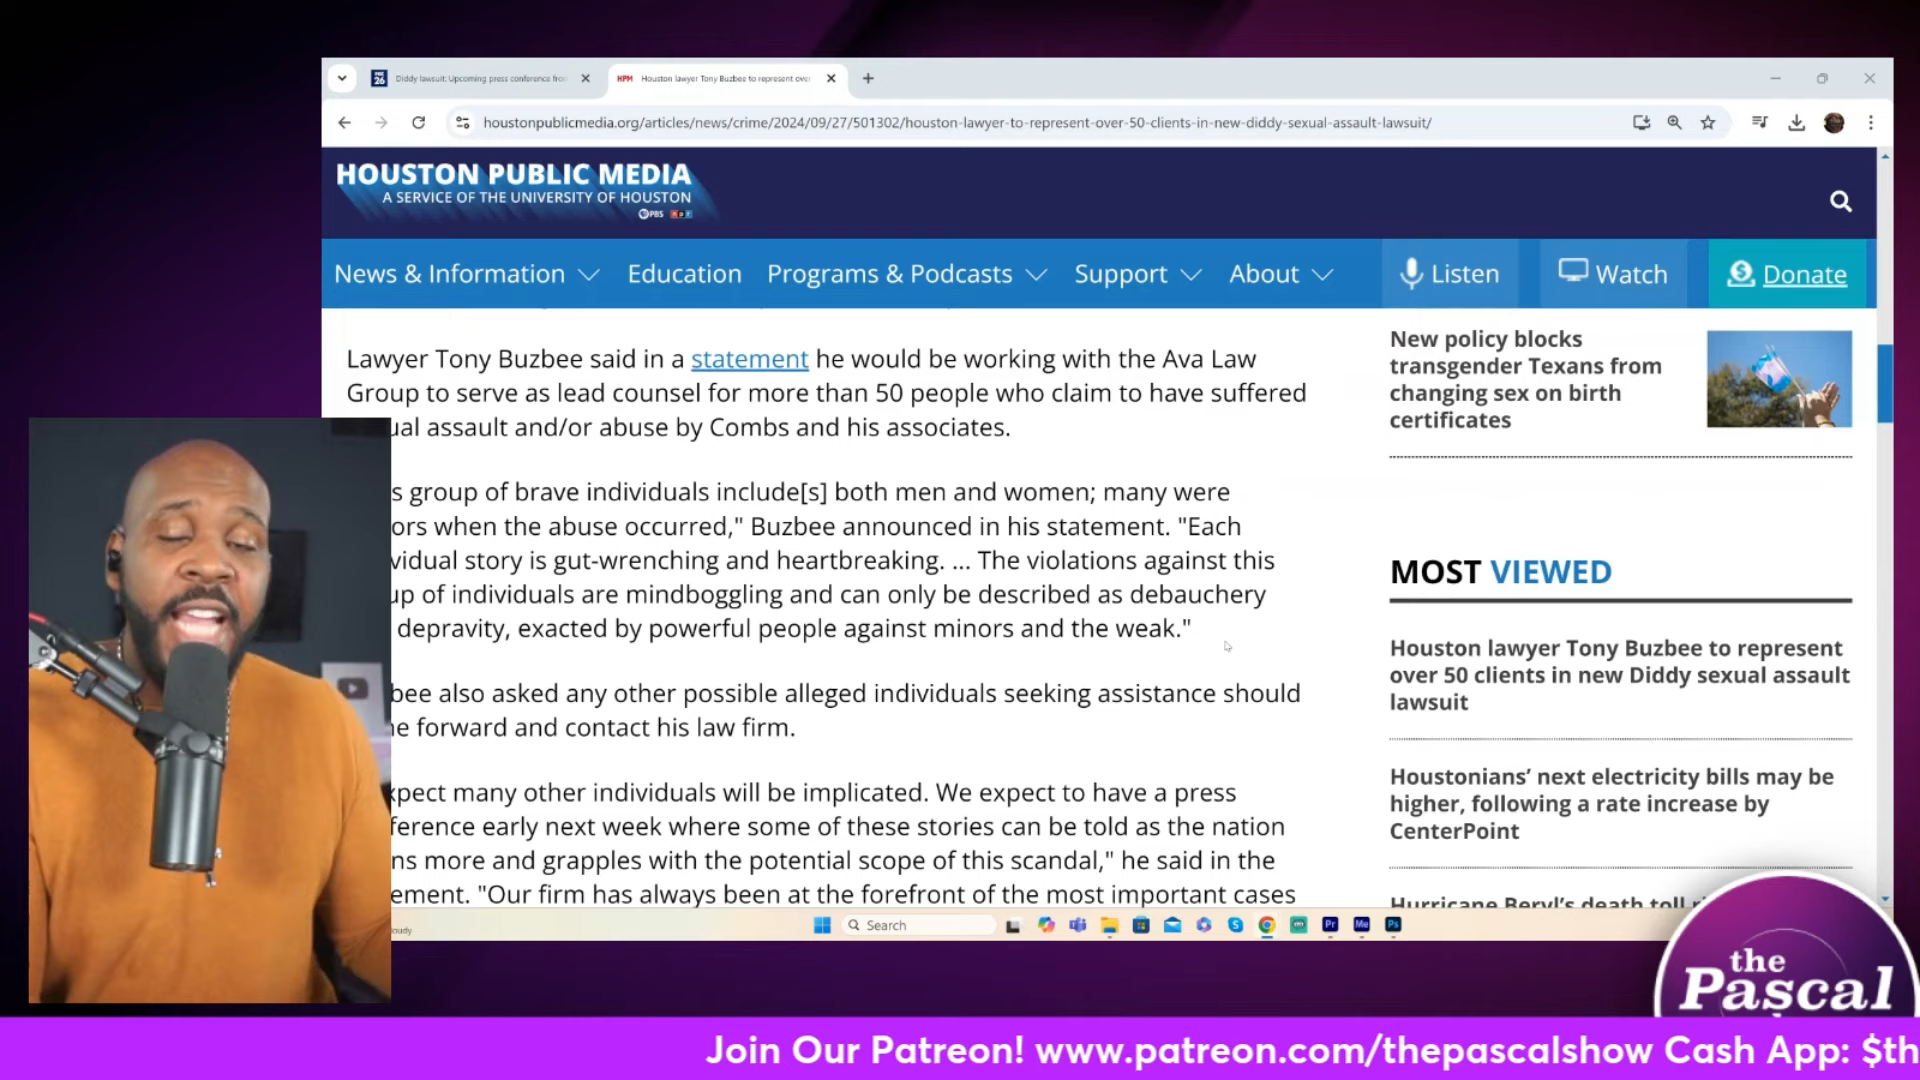 Diddy lawsuit: Upcoming press conference from
HPM Houston lawyer Tony Buzbee to represent over
houstonpublicmedia.org/articles/news/crime/2024/09/27/501302/houston-lawyer-to-represent-over-50-clients-in-new-diddy-sexual-assault-lawsuit/
HOUSTON PUBLIC MEDIA
A SERVICE OF THE UNIVERSITY OF HOUSTON
PBS npr
News & Information Education Programs & Podcasts Support About Listen Watch Donate
Lawyer Tony Buzbee said in a statement he would be working with the Ava Law
Group to serve as lead counsel for more than 50 people who claim to have suffered
ual assault and/or abuse by Combs and his associates.
s group of brave individuals include[s] both men and women; many were
ors when the abuse occurred," Buzbee announced in his statement. "Each
vidual story is gut-wrenching and heartbreaking. ... The violations against this
up of individuals are mindboggling and can only be described as debauchery
depravity, exacted by powerful people against minors and the weak."
bee also asked any other possible alleged individuals seeking assistance should
e forward and contact his law firm.
xpect many other individuals will be implicated. We expect to have a press
ference early next week where some of these stories can be told as the nation
ns more and grapples with the potential scope of this scandal," he said in the
ement. "Our firm has always been at the forefront of the most important cases
New policy blocks
transgender Texans from
changing sex on birth
certificates
MOST VIEWED
Houston lawyer Tony Buzbee to represent
over 50 clients in new Diddy sexual assault
lawsuit
Houstonians’ next electricity bills may be
higher, following a rate increase by
CenterPoint
Hurricane Beryl’s death toll
oudy
Search
Pr Me Ps
the
Pascal
Join Our Patreon! www.patreon.com/thepascalshow Cash App: $th